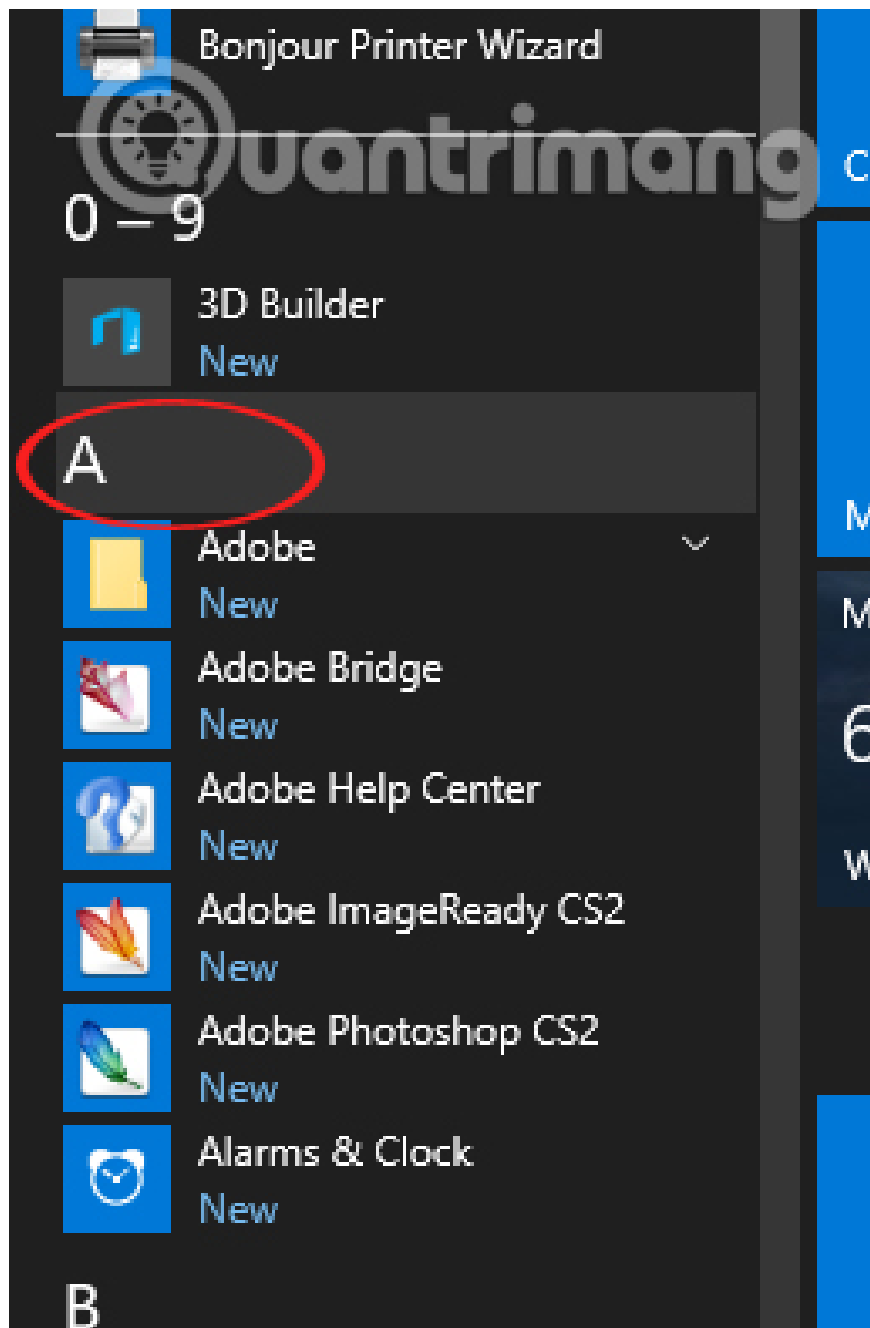 Bonjour Printer Wizard
Quantrimang
0 – 9
3D Builder
New
A
Adobe
New
Adobe Bridge
New
Adobe Help Center
New
Adobe ImageReady CS2
New
Adobe Photoshop CS2
New
Alarms & Clock
New
B
C
M
M
6
W